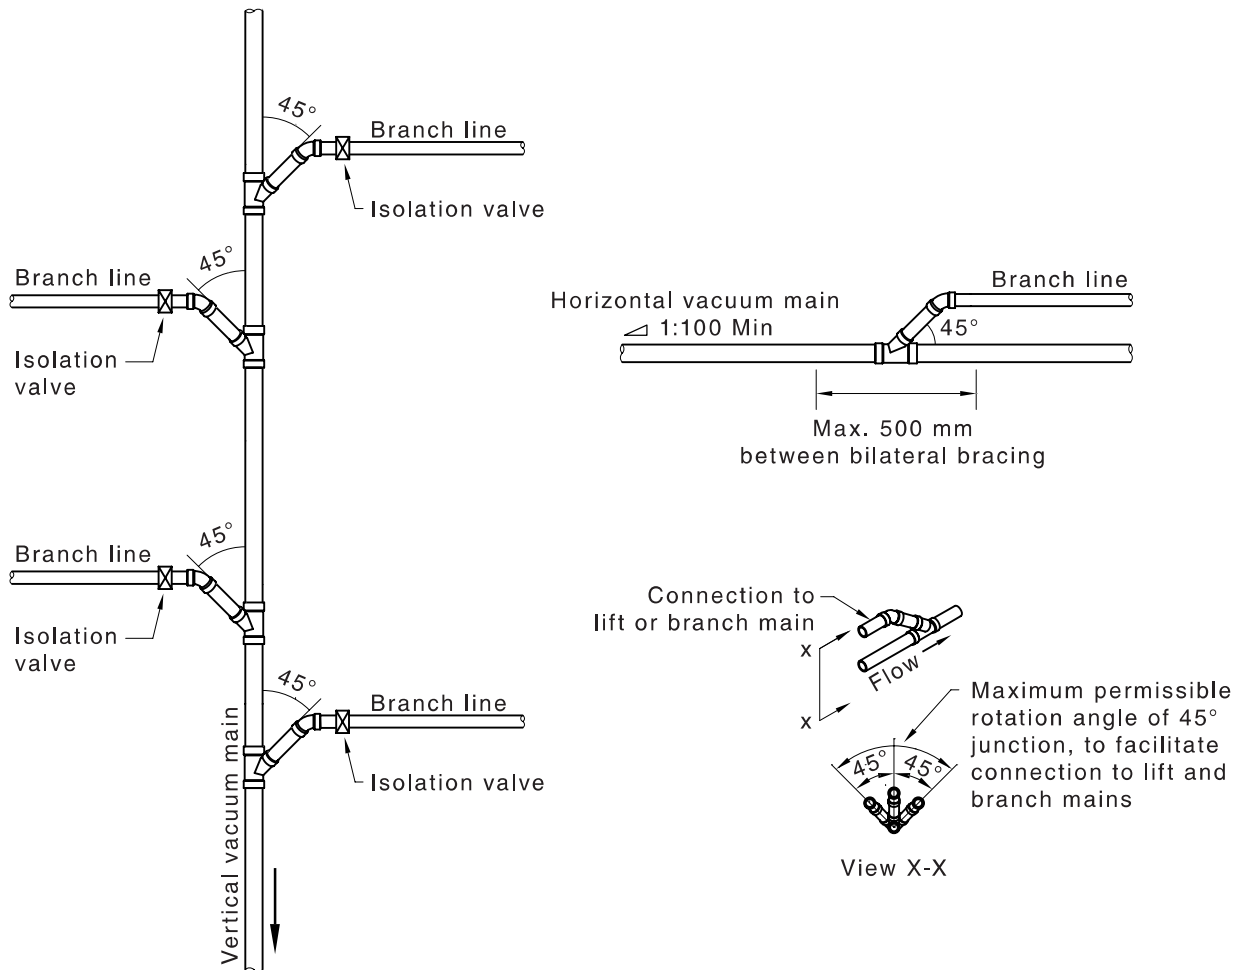 45°
Branch line
Isolation valve
45°
Branch line
Isolation
valve
45°
Branch line
Isolation
valve
45°
Branch line
Isolation valve
Vertical vacuum main
Branch line
Horizontal vacuum main
1:100 Min
45°
Max. 500 mm
between bilateral bracing
Connection to
lift or branch main
x
x
Flow
Maximum permissible
rotation angle of 45°
junction, to facilitate
connection to lift and
branch mains
45°
45°
View X-X